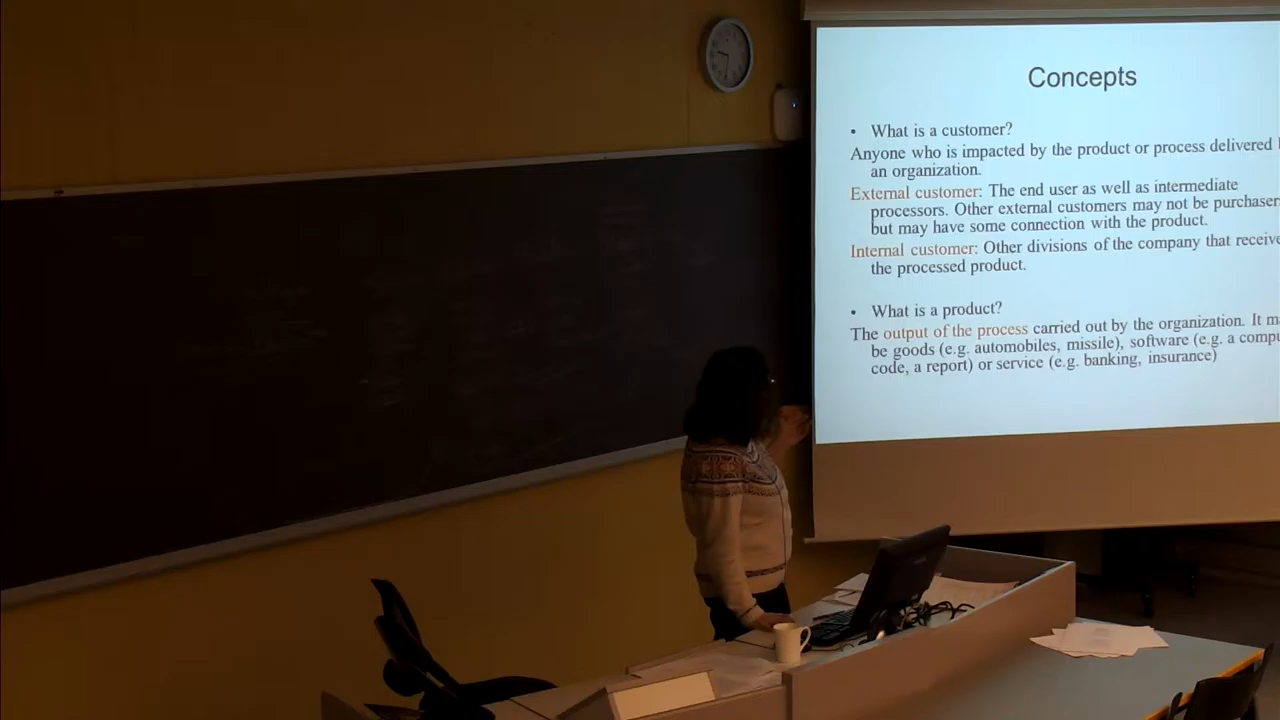 Concepts
• What is a customer?
Anyone who is impacted by the product or process delivered
an organization.
External customer: The end user as well as intermediate
processors. Other external customers may not be purchasers
but may have some connection with the product.
Internal customer: Other divisions of the company that receive
the processed product.
• What is a product?
The output of the process carried out by the organization. It
be goods (e.g. automobiles, missile), software (e.g. a
code, a report) or service (e.g. banking, insurance)